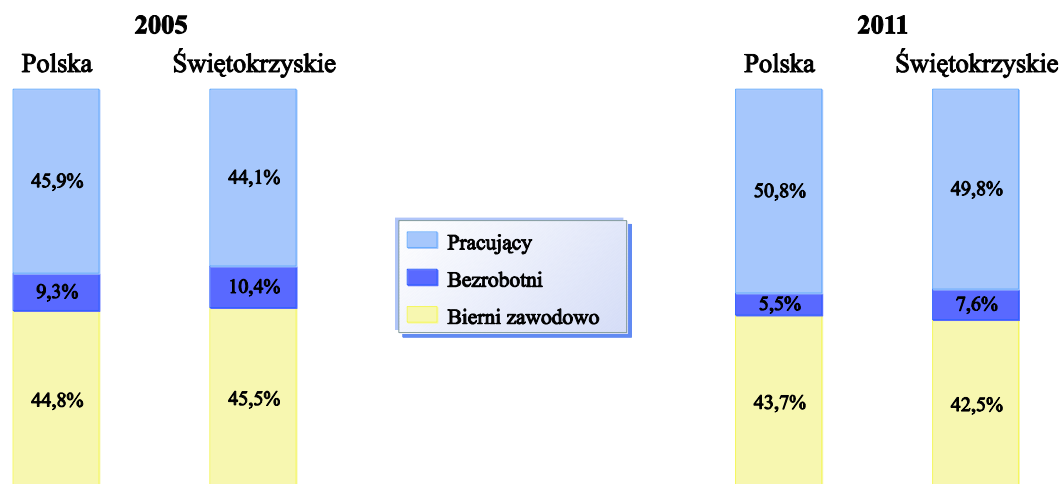 2005
Polska
Świętokrzyskie
45,9%
44,1%
9,3%
10,4%
44,8%
45,5%
Pracujący
Bezrobotni
Bierni zawodowo
2011
Polska
Świętokrzyskie
50,8%
49,8%
5,5%
7,6%
43,7%
42,5%